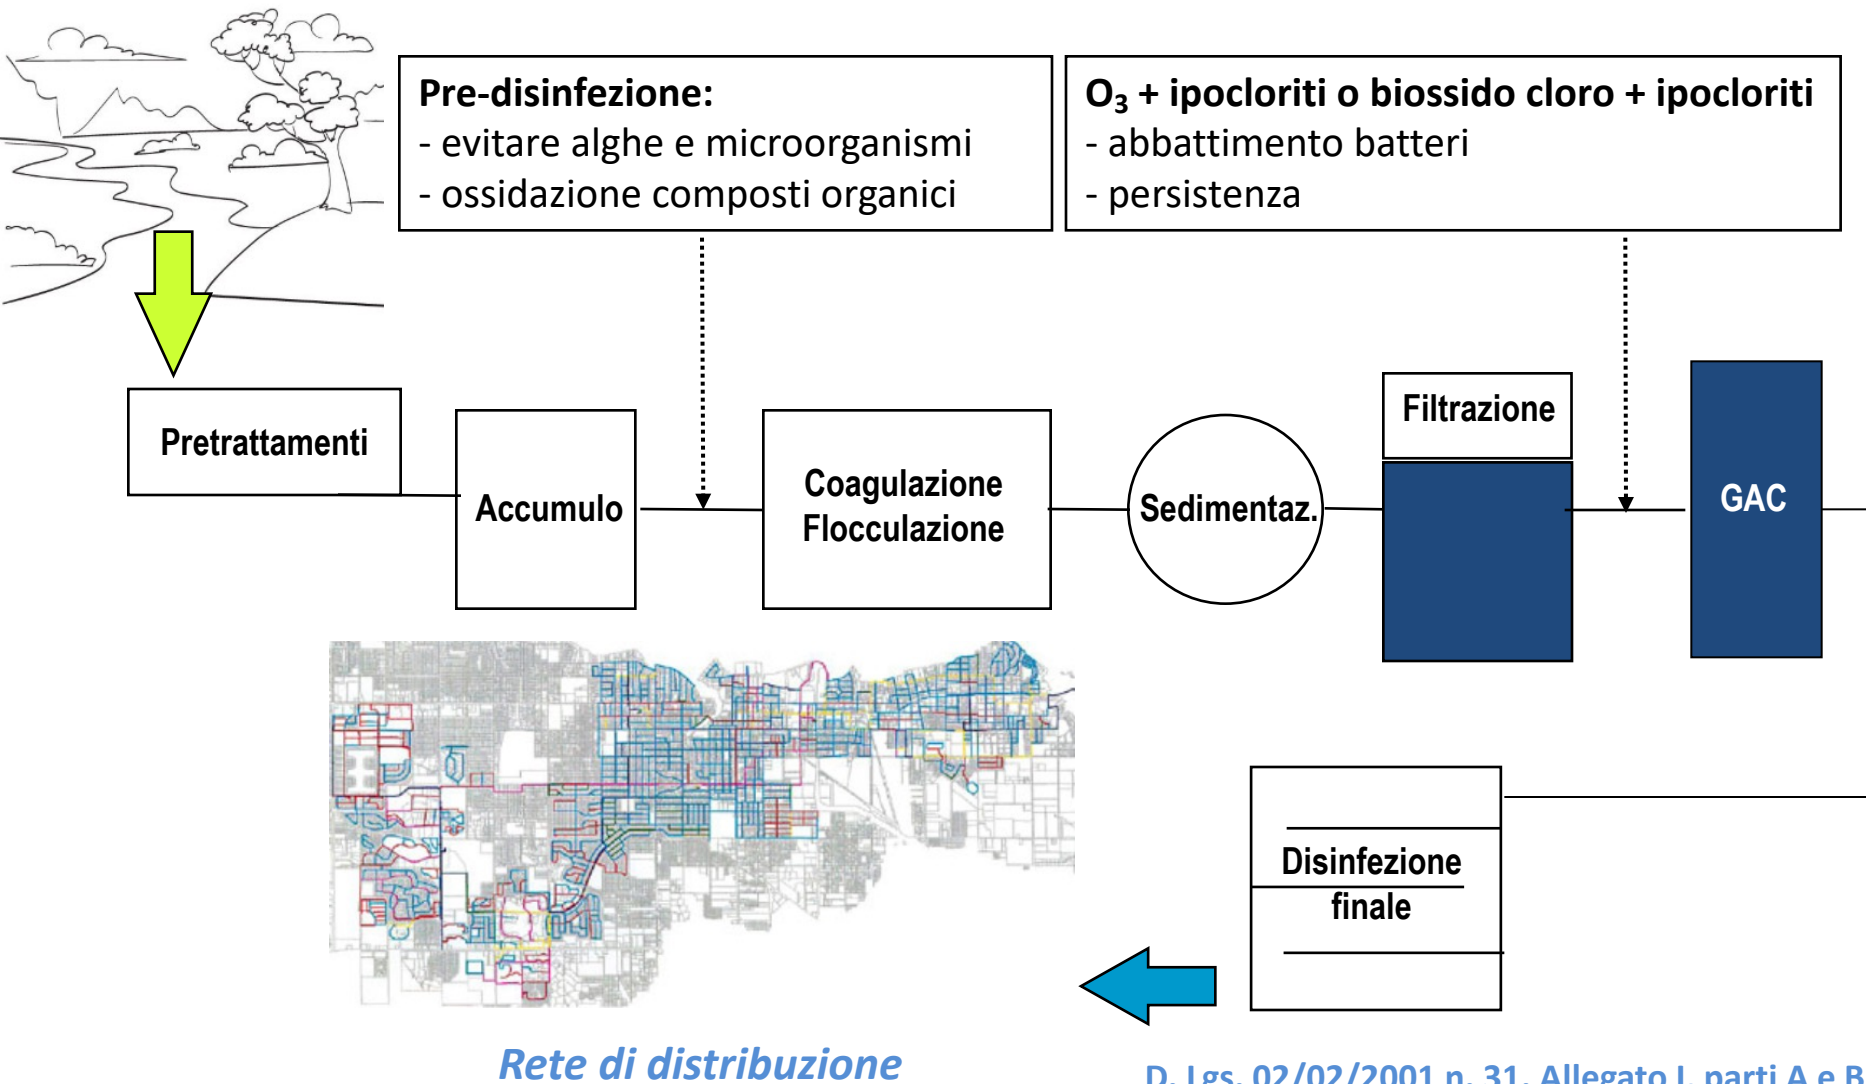 Pre-disinfezione:
- evitare alghe e microorganismi
- ossidazione composti organici
O₃ + ipocloriti o biossido cloro + ipocloriti
- abbattimento batteri
- persistenza
Pretrattamenti
Accumulo
Coagulazione
Flocculazione
Sedimentaz.
Filtrazione
GAC
Disinfezione
finale
Rete di distribuzione
D. Lgs. 02/02/2001 n. 31, Allegato I, parti A e B